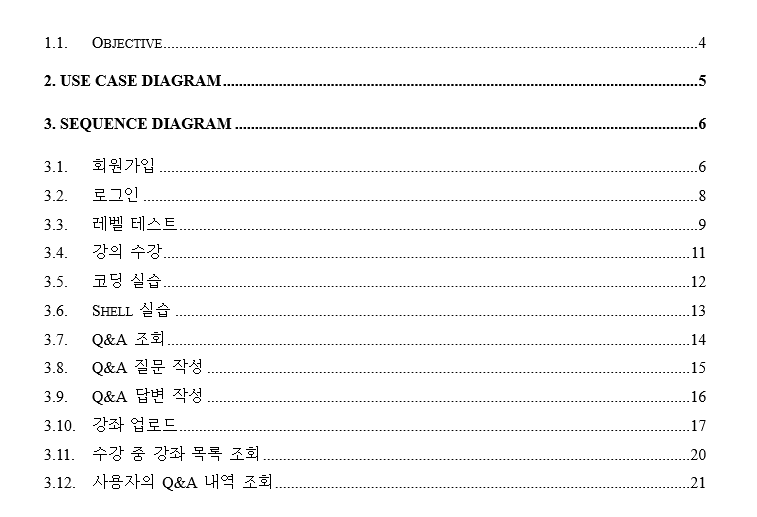 1.1. OBJECTIVE 4
2. USE CASE DIAGRAM 5
3. SEQUENCE DIAGRAM 6
3.1. 회원가입 6
3.2. 로그인 8
3.3. 레벨 테스트 9
3.4. 강의 수강 11
3.5. 코딩 실습 12
3.6. SHELL 실습 13
3.7. Q&A 조회 14
3.8. Q&A 질문 작성 15
3.9. Q&A 답변 작성 16
3.10. 강좌 업로드 17
3.11. 수강 중 강좌 목록 조회 20
3.12. 사용자의 Q&A 내역 조회 21